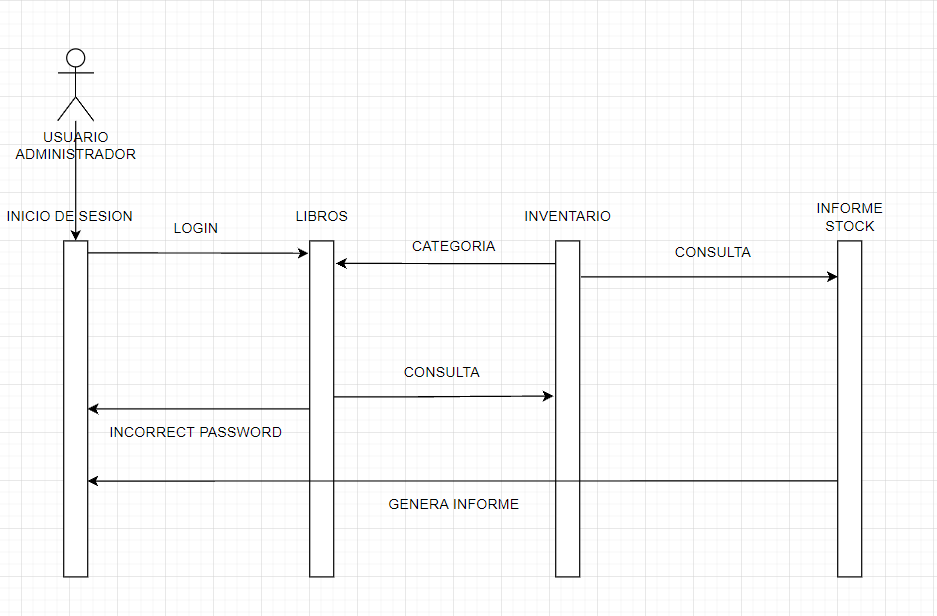 USUARIO
ADMINISTRADOR
INICIO DE SESION
LIBROS
INVENTARIO
INFORME
STOCK
LOGIN
CATEGORIA
CONSULTA
CONSULTA
INCORRECT PASSWORD
GENERA INFORME